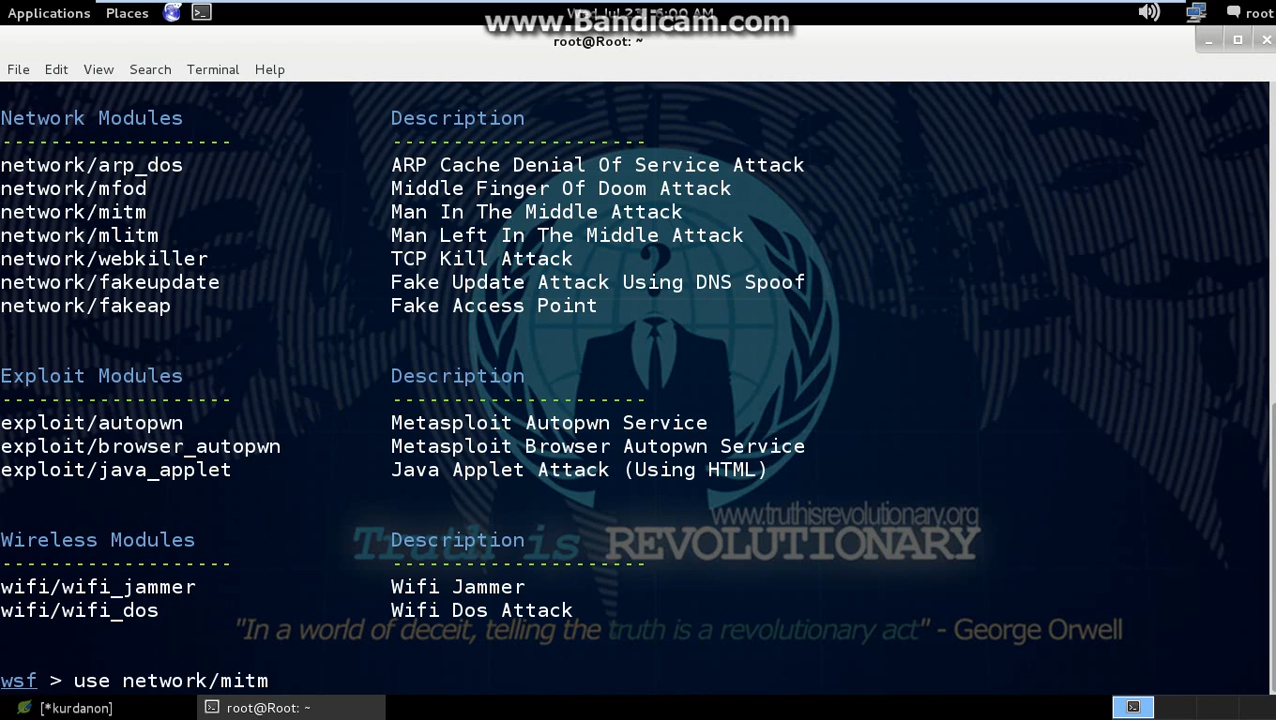 Applications Places root
www.Bandicam.com
root@Root: ~
File Edit View Search Terminal Help
Network Modules Description
------------------- ---------------------
network/arp_dos ARP Cache Denial Of Service Attack
network/mfod Middle Finger Of Doom Attack
network/mitm Man In The Middle Attack
network/mlitm Man Left In The Middle Attack
network/webkiller TCP Kill Attack
network/fakeupdate Fake Update Attack Using DNS Spoof
network/fakeap Fake Access Point
Exploit Modules Description
------------------- ---------------------
exploit/autopwn Metasploit Autopwn Service
exploit/browser_autopwn Metasploit Browser Autopwn Service
exploit/java_applet Java Applet Attack (Using HTML)
www.truthisrevolutionary.org
Truth is REVOLUTIONARY
Wireless Modules Description
------------------- ---------------------
wifi/wifi_jammer Wifi Jammer
wifi/wifi_dos Wifi Dos Attack
"In a world of deceit, telling the truth is a revolutionary act" - George Orwell
wsf > use network/mitm
[*kurdanon] root@Root: ~